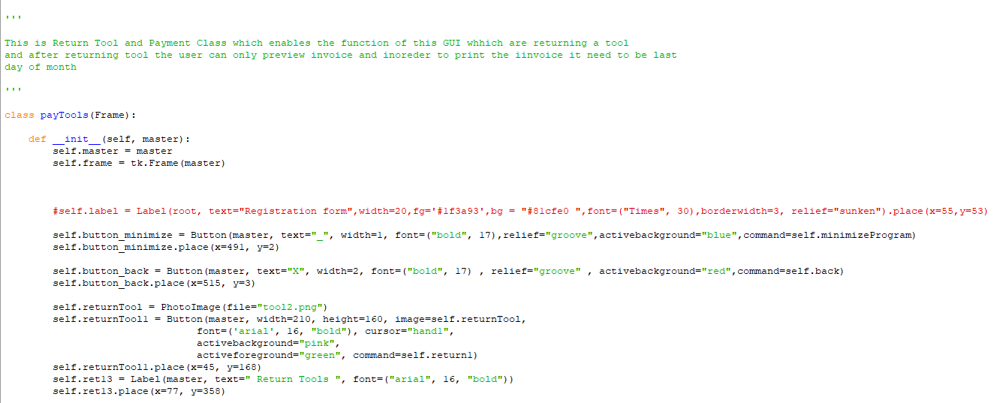 '''
This is Return Tool and Payment Class which enables the function of this GUI whhich are returning a tool
and after returning tool the user can only preview invoice and inoreder to print the iinvoice it need to be last
day of month
'''
class payTools(Frame):
    def __init__(self, master):
        self.master = master
        self.frame = tk.Frame(master)
        #self.label = Label(root, text="Registration form",width=20,fg='#1f3a93',bg = "#81cfe0 ",font=("Times", 30),borderwidth=3, relief="sunken").place(x=55,y=53)
        self.button_minimize = Button(master, text="_", width=1, font=("bold", 17),relief="groove",activebackground="blue",command=self.minimizeProgram)
        self.button_minimize.place(x=491, y=2)
        self.button_back = Button(master, text="X", width=2, font=("bold", 17) , relief="groove" , activebackground="red",command=self.back)
        self.button_back.place(x=515, y=3)
        self.returnTool = PhotoImage(file="tool2.png")
        self.returnTool1 = Button(master, width=210, height=160, image=self.returnTool,
                                font=('arial', 16, "bold"), cursor="hand1",
                                activebackground="pink",
                                activeforeground="green", command=self.return1)
        self.returnTool1.place(x=45, y=168)
        self.ret13 = Label(master, text=" Return Tools ", font=("arial", 16, "bold"))
        self.ret13.place(x=77, y=358)